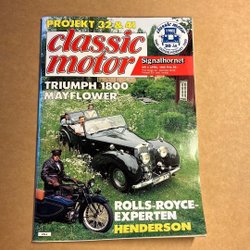 PROJEKT 32 & 41
classic
motor
Signalhornet
TRIUMPH 1800
MAYFLOWER
ROLLS-ROYCE-
EXPERTEN
HENDERSON